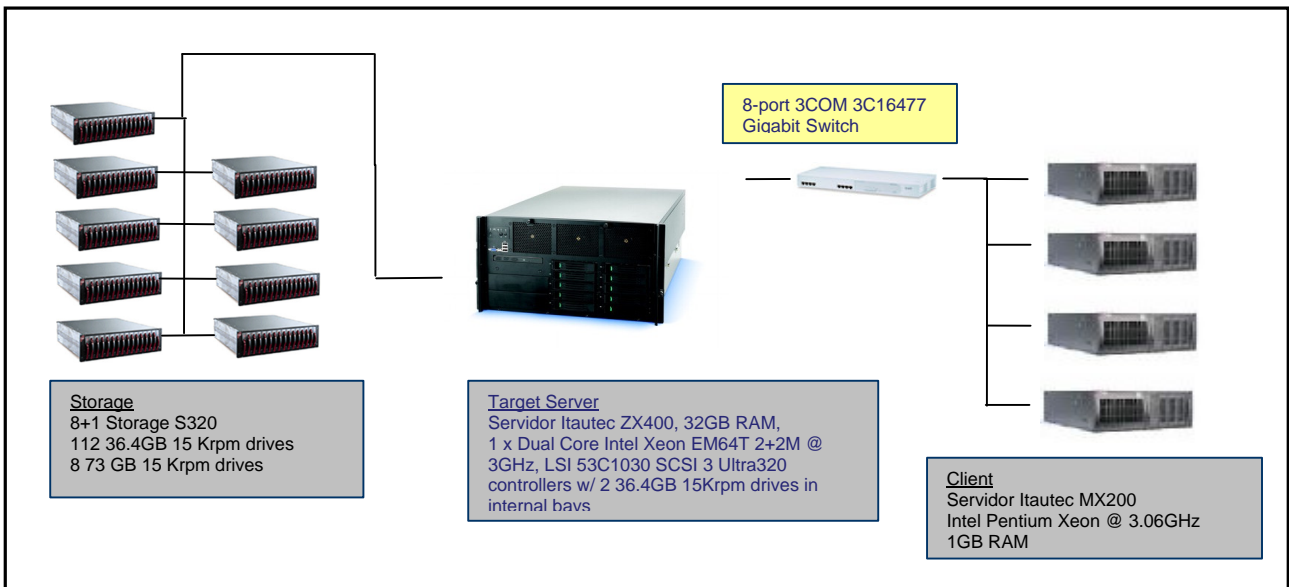 8-port 3COM 3C16477
Gigabit Switch
Storage
8+1 Storage S320
112 36.4GB 15 Krpm drives
8 73 GB 15 Krpm drives
Target Server
Servidor Itautec ZX400, 32GB RAM,
1 x Dual Core Intel Xeon EM64T 2+2M @
3GHz, LSI 53C1030 SCSI 3 Ultra320
controllers w/ 2 36.4GB 15Krpm drives in
internal bays
Client
Servidor Itautec MX200
Intel Pentium Xeon @ 3.06GHz
1GB RAM